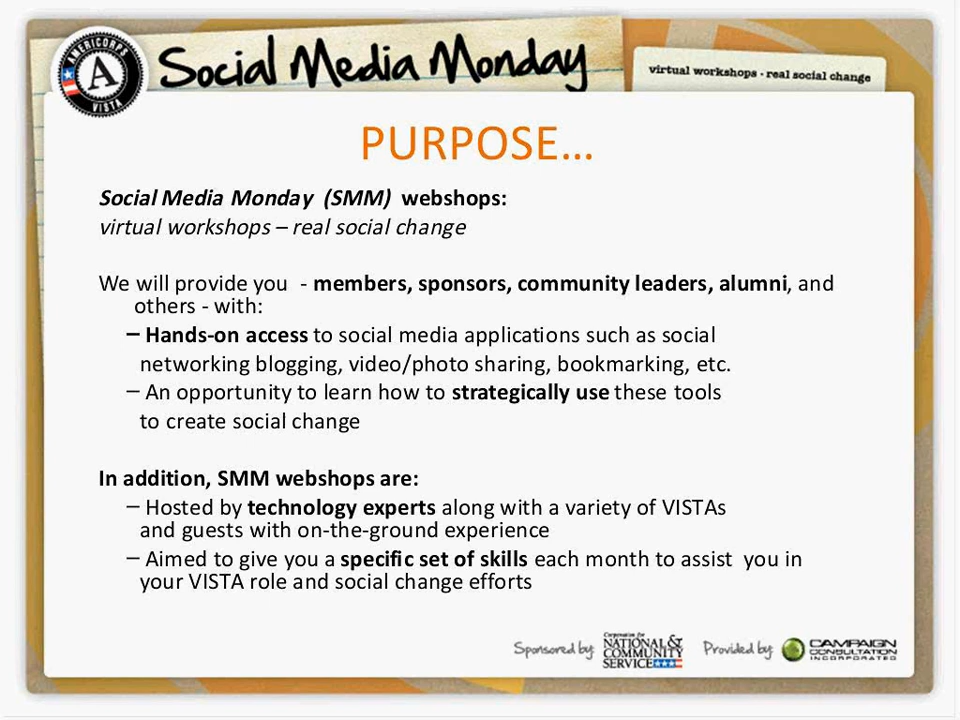 AMERICORPS
A
VISTA
Social Media Monday
virtual workshops · real social change
PURPOSE...
Social Media Monday (SMM) webshops:
virtual workshops – real social change
We will provide you - members, sponsors, community leaders, alumni, and
others - with:
– Hands-on access to social media applications such as social
networking blogging, video/photo sharing, bookmarking, etc.
– An opportunity to learn how to strategically use these tools
to create social change
In addition, SMM webshops are:
– Hosted by technology experts along with a variety of VISTAs
and guests with on-the-ground experience
– Aimed to give you a specific set of skills each month to assist you in
your VISTA role and social change efforts
Sponsored by:
Corporation for
NATIONAL &
COMMUNITY
SERVICE
Provided by:
CAMPAIGN
CONSULTATION
INCORPORATED